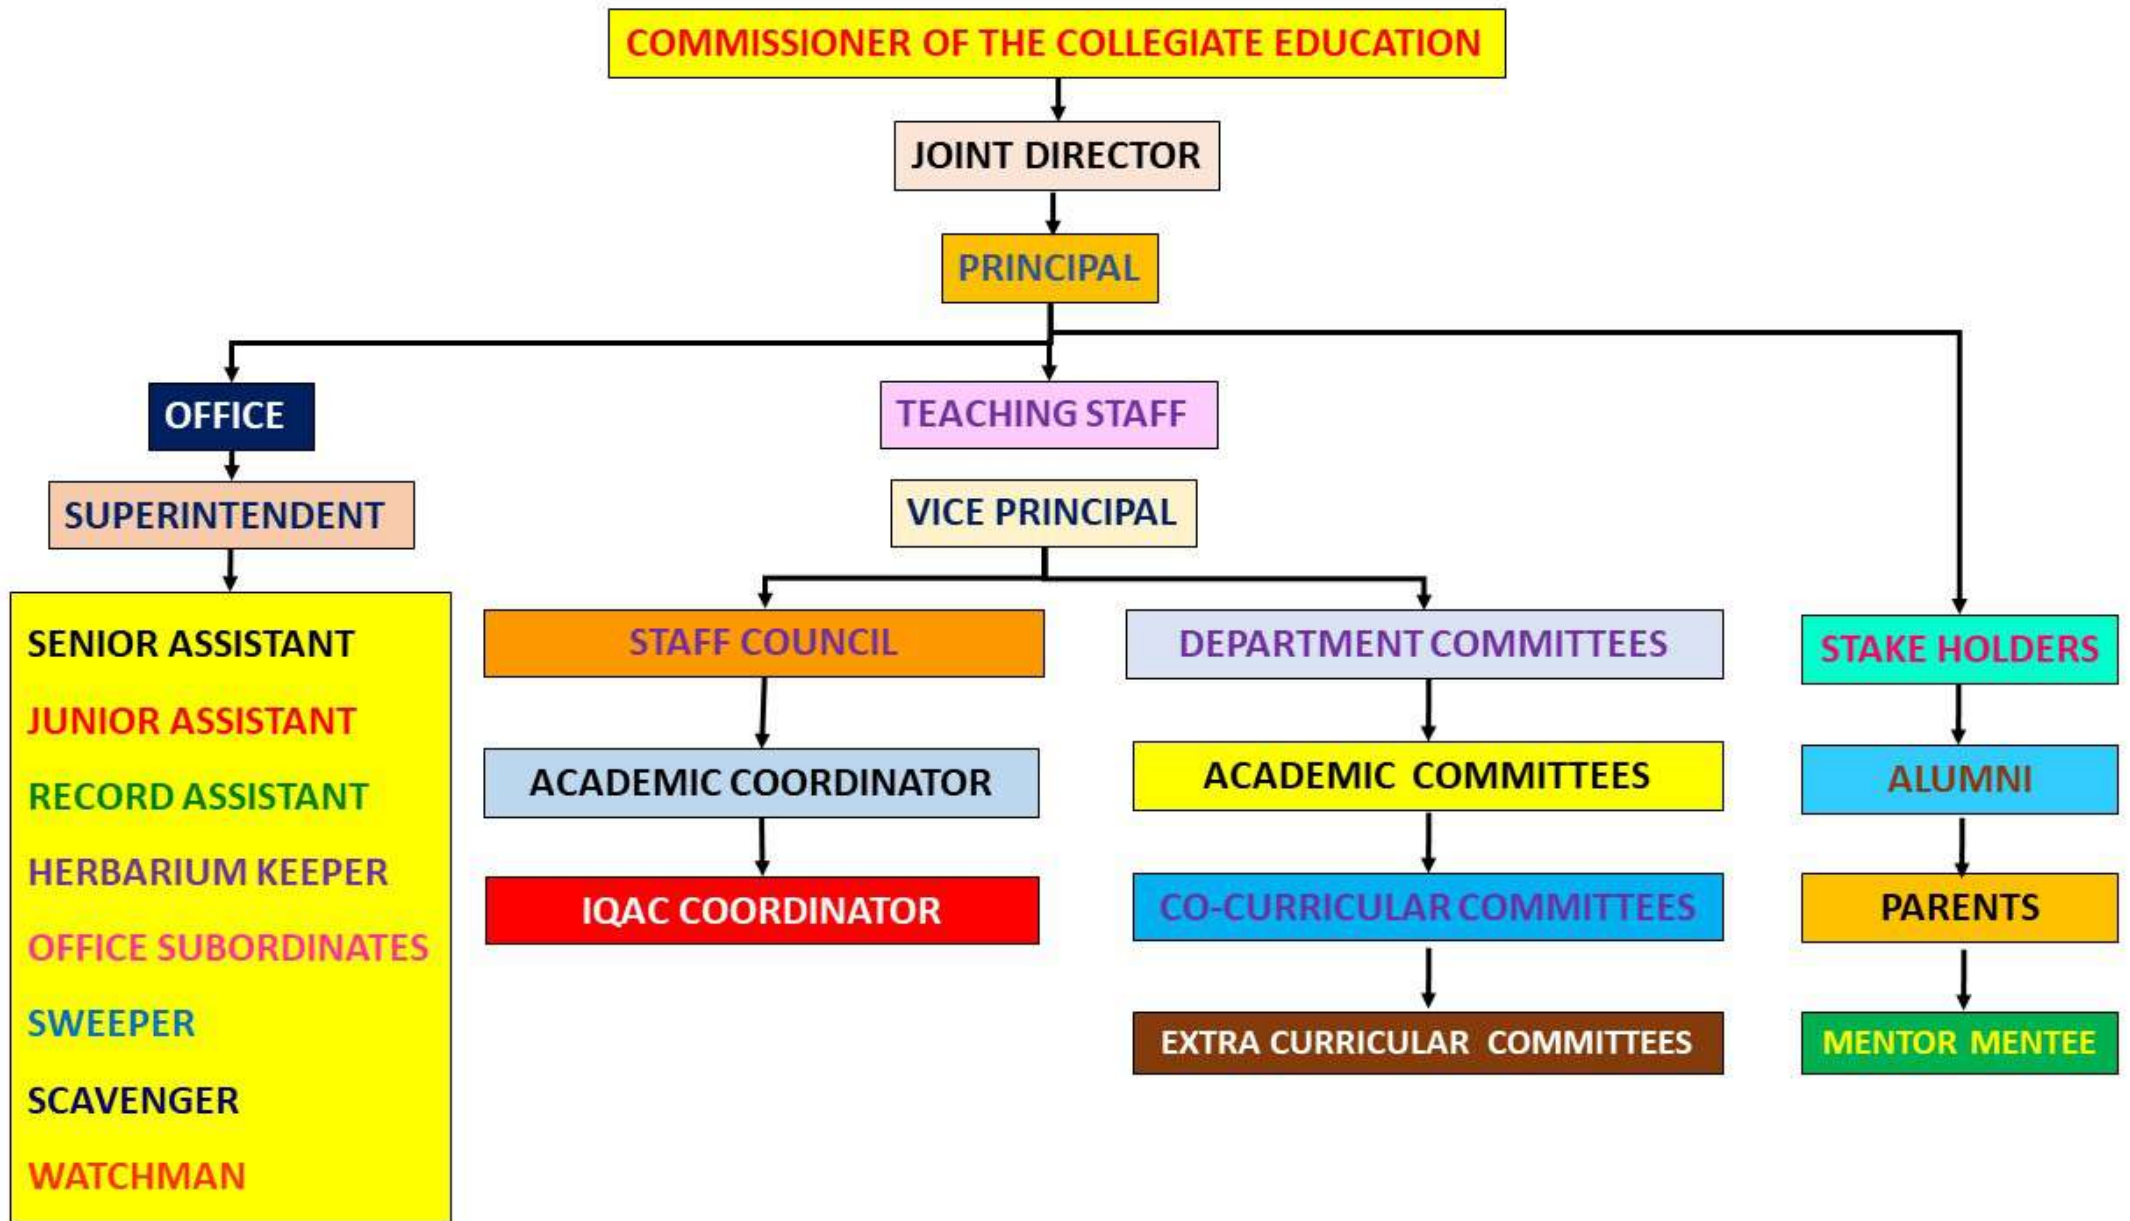 COMMISSIONER OF THE COLLEGIATE EDUCATION
JOINT DIRECTOR
PRINCIPAL
OFFICE
TEACHING STAFF
SUPERINTENDENT
VICE PRINCIPAL
SENIOR ASSISTANT
JUNIOR ASSISTANT
RECORD ASSISTANT
HERBARIUM KEEPER
OFFICE SUBORDINATES
SWEEPER
SCAVENGER
WATCHMAN
STAFF COUNCIL
ACADEMIC COORDINATOR
IQAC COORDINATOR
DEPARTMENT COMMITTEES
ACADEMIC COMMITTEES
CO-CURRICULAR COMMITTEES
EXTRA CURRICULAR COMMITTEES
STAKE HOLDERS
ALUMNI
PARENTS
MENTOR MENTEE